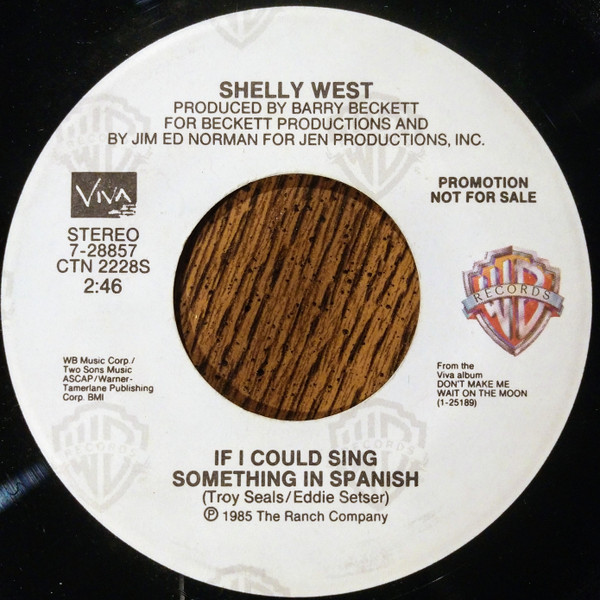 SHELLY WEST
PRODUCED BY BARRY BECKETT
FOR BECKETT PRODUCTIONS AND
BY JIM ED NORMAN FOR JEN PRODUCTIONS, INC.
VIVA
STEREO
7-28857
CTN 2228S
2:46
PROMOTION
NOT FOR SALE
WB RECORDS
WB Music Corp./
Two Sons Music
ASCAP/Warner-
Tamerlane Publishing
Corp. BMI
From the
Viva album
DON'T MAKE ME
WAIT ON THE MOON
(1-25189)
IF I COULD SING
SOMETHING IN SPANISH
(Troy Seals/Eddie Setser)
℗ 1985 The Ranch Company